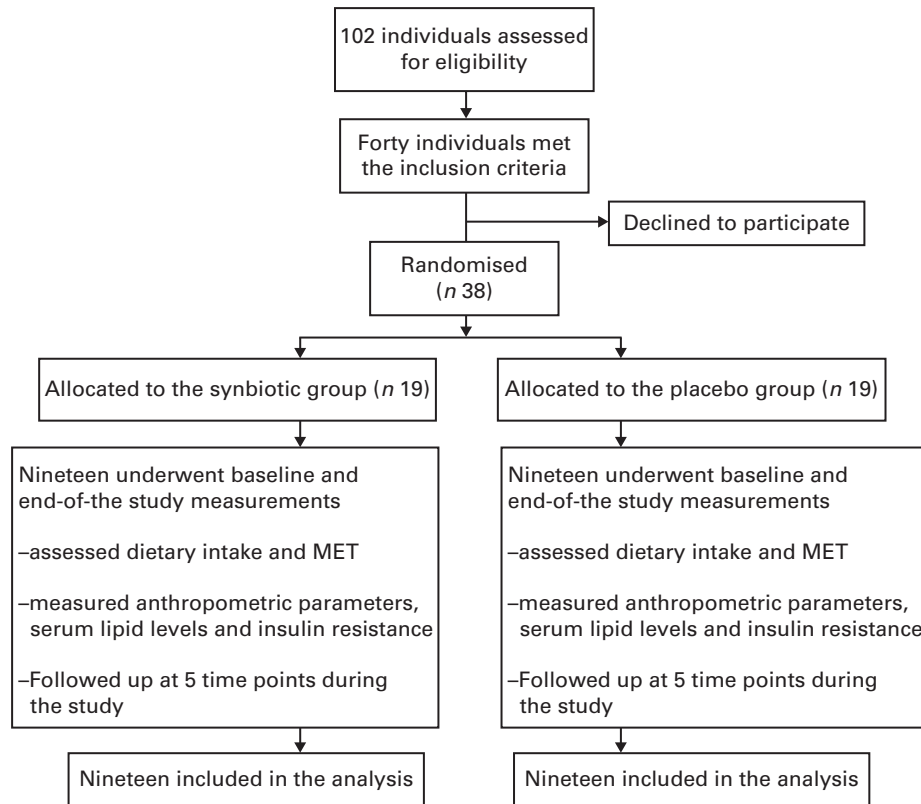 102 individuals assessed
for eligibility
Forty individuals met
the inclusion criteria
Declined to participate
Randomised
(n 38)
Allocated to the synbiotic group (n 19)
Allocated to the placebo group (n 19)
Nineteen underwent baseline and
end-of-the study measurements
–assessed dietary intake and MET
–measured anthropometric parameters,
serum lipid levels and insulin resistance
–Followed up at 5 time points during
the study
Nineteen underwent baseline and
end-of-the study measurements
–assessed dietary intake and MET
–measured anthropometric parameters,
serum lipid levels and insulin resistance
–Followed up at 5 time points during
the study
Nineteen included in the analysis
Nineteen included in the analysis